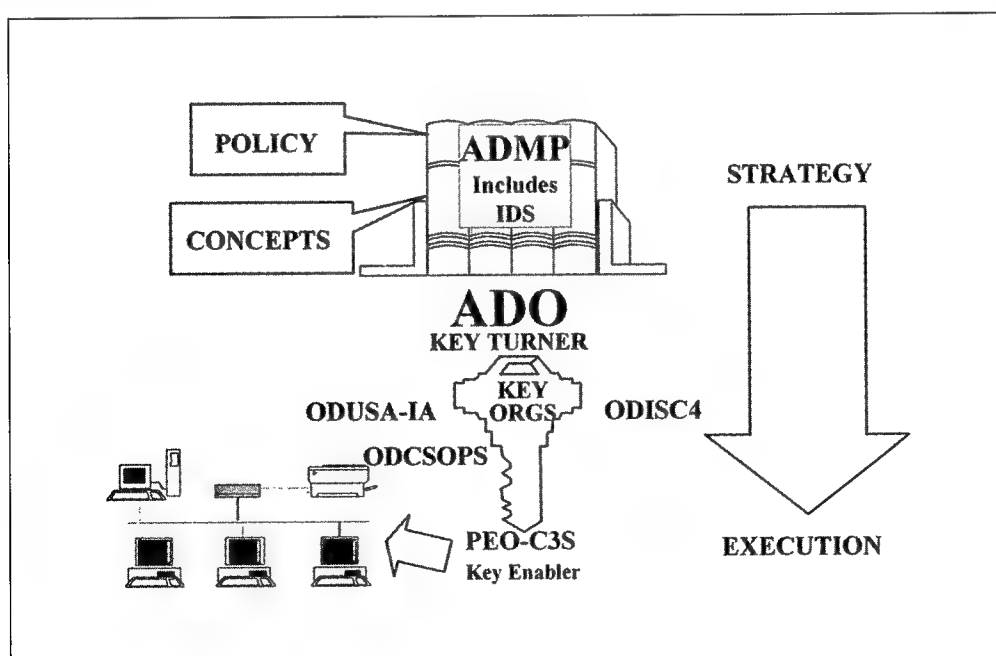 POLICY
ADMP
Includes
IDS
STRATEGY
CONCEPTS
ADO
KEY TURNER
KEY
ORGS
ODUSA-IA
ODISC4
ODCSOPS
PEO-C3S
Key Enabler
EXECUTION